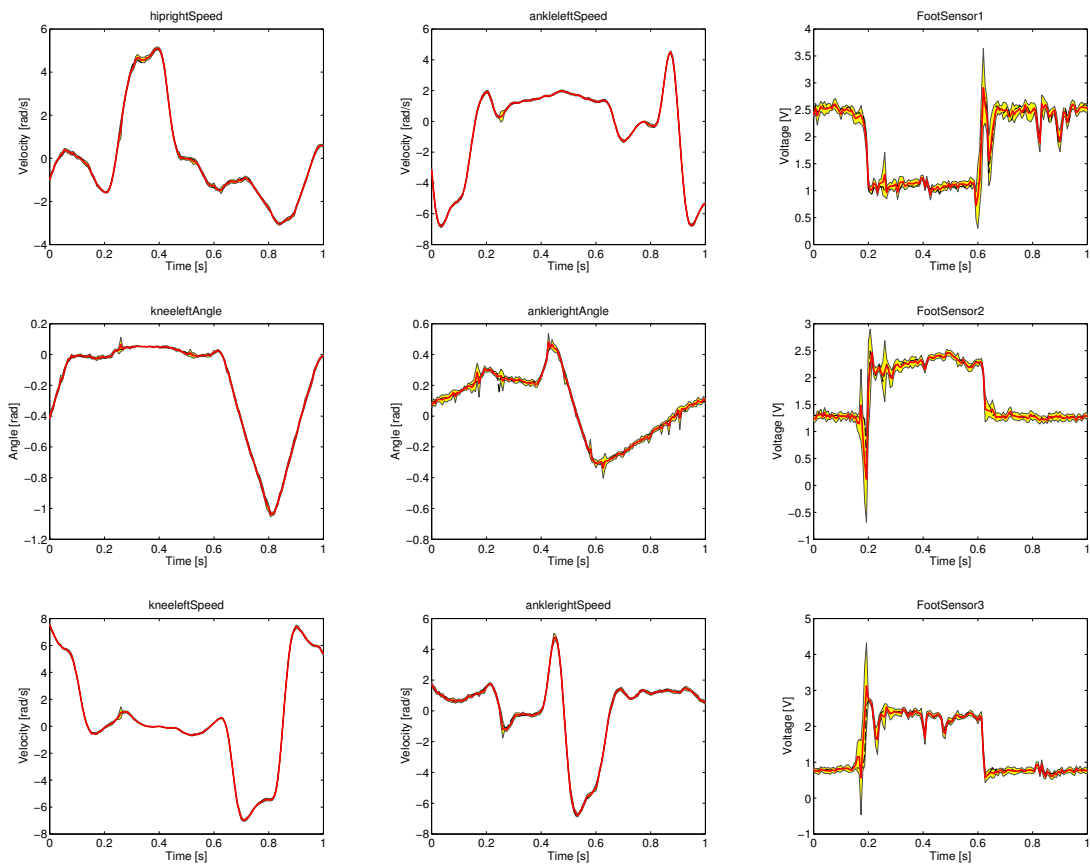 hiprightSpeed
6
4
2
0
−2
−4
Velocity [rad/s]
0 0.2 0.4 0.6 0.8 1
Time [s]
ankleleftSpeed
6
4
2
0
−2
−4
−6
−8
Velocity [rad/s]
0 0.2 0.4 0.6 0.8 1
Time [s]
FootSensor1
4
3.5
3
2.5
2
1.5
1
0.5
0
Voltage [V]
0 0.2 0.4 0.6 0.8 1
Time [s]
kneeleftAngle
0.2
0
−0.2
−0.4
−0.6
−0.8
−1
−1.2
Angle [rad]
0 0.2 0.4 0.6 0.8 1
Time [s]
anklerightAngle
0.6
0.4
0.2
0
−0.2
−0.4
−0.6
−0.8
Angle [rad]
0 0.2 0.4 0.6 0.8 1
Time [s]
FootSensor2
3
2.5
2
1.5
1
0.5
0
−0.5
−1
Voltage [V]
0 0.2 0.4 0.6 0.8 1
Time [s]
kneeleftSpeed
8
6
4
2
0
−2
−4
−6
−8
Velocity [rad/s]
0 0.2 0.4 0.6 0.8 1
Time [s]
anklerightSpeed
6
4
2
0
−2
−4
−6
−8
Velocity [rad/s]
0 0.2 0.4 0.6 0.8 1
Time [s]
FootSensor3
5
4
3
2
1
0
−1
Voltage [V]
0 0.2 0.4 0.6 0.8 1
Time [s]